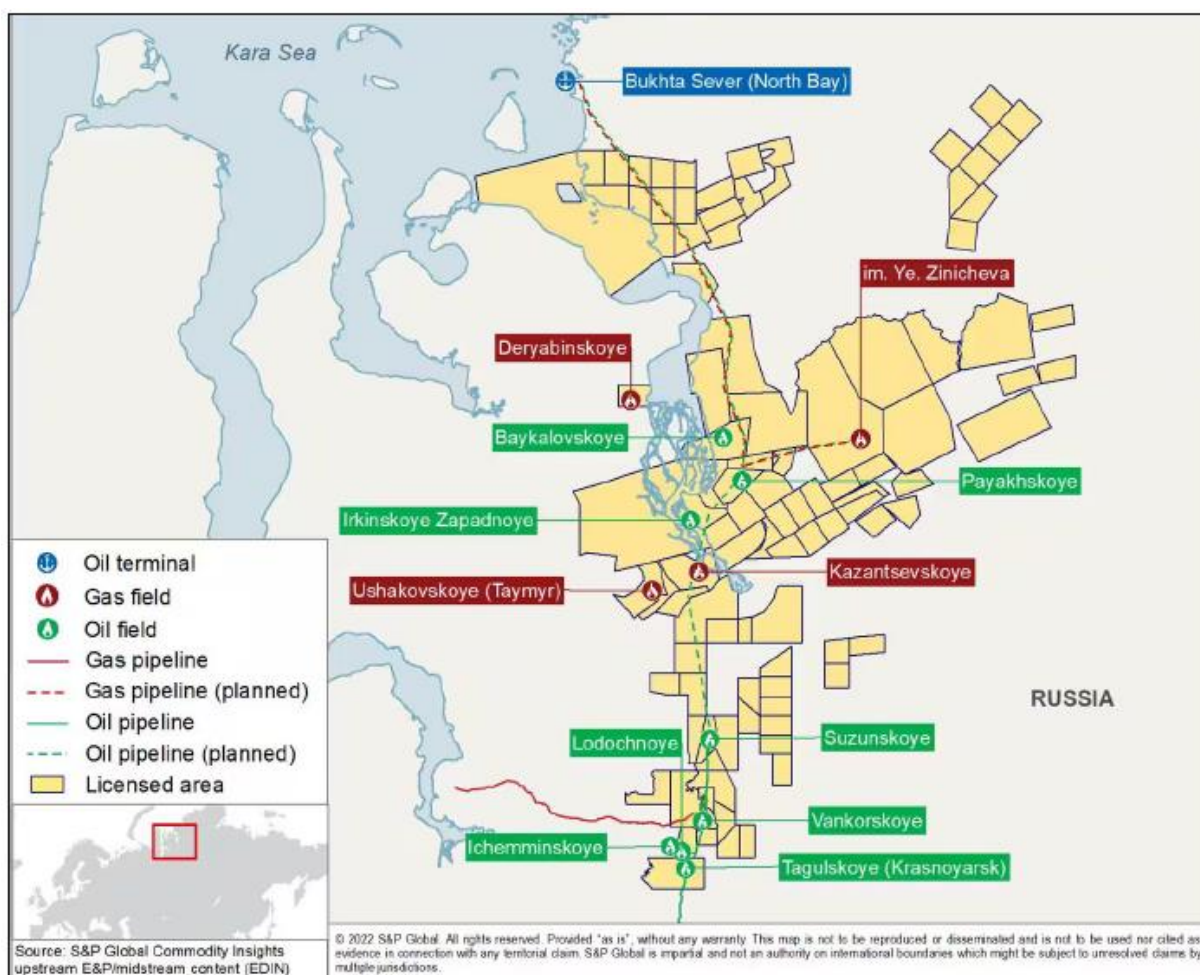 Kara Sea
Bukhta Sever (North Bay)
im. Ye. Zinicheva
Deryabinskoye
Baykalovskoye
Payakhskoye
Irkinskoye Zapadnoye
Kazantsevskoye
Ushakovskoye (Taymyr)
RUSSIA
Lodochnoye
Suzunskoye
Vankorskoye
Ichemminskoye
Tagulskoye (Krasnoyarsk)
Oil terminal
Gas field
Oil field
Gas pipeline
Gas pipeline (planned)
Oil pipeline
Oil pipeline (planned)
Licensed area
Source: S&P Global Commodity Insights
upstream E&P/midstream content (EDIN)
© 2022 S&P Global. All rights reserved. Provided "as is", without any warranty. This map is not to be reproduced or disseminated and is not to be used nor cited as
evidence in connection with any territorial claim. S&P Global is impartial and not an authority on international boundaries which might be subject to unresolved claims by
multiple jurisdictions.